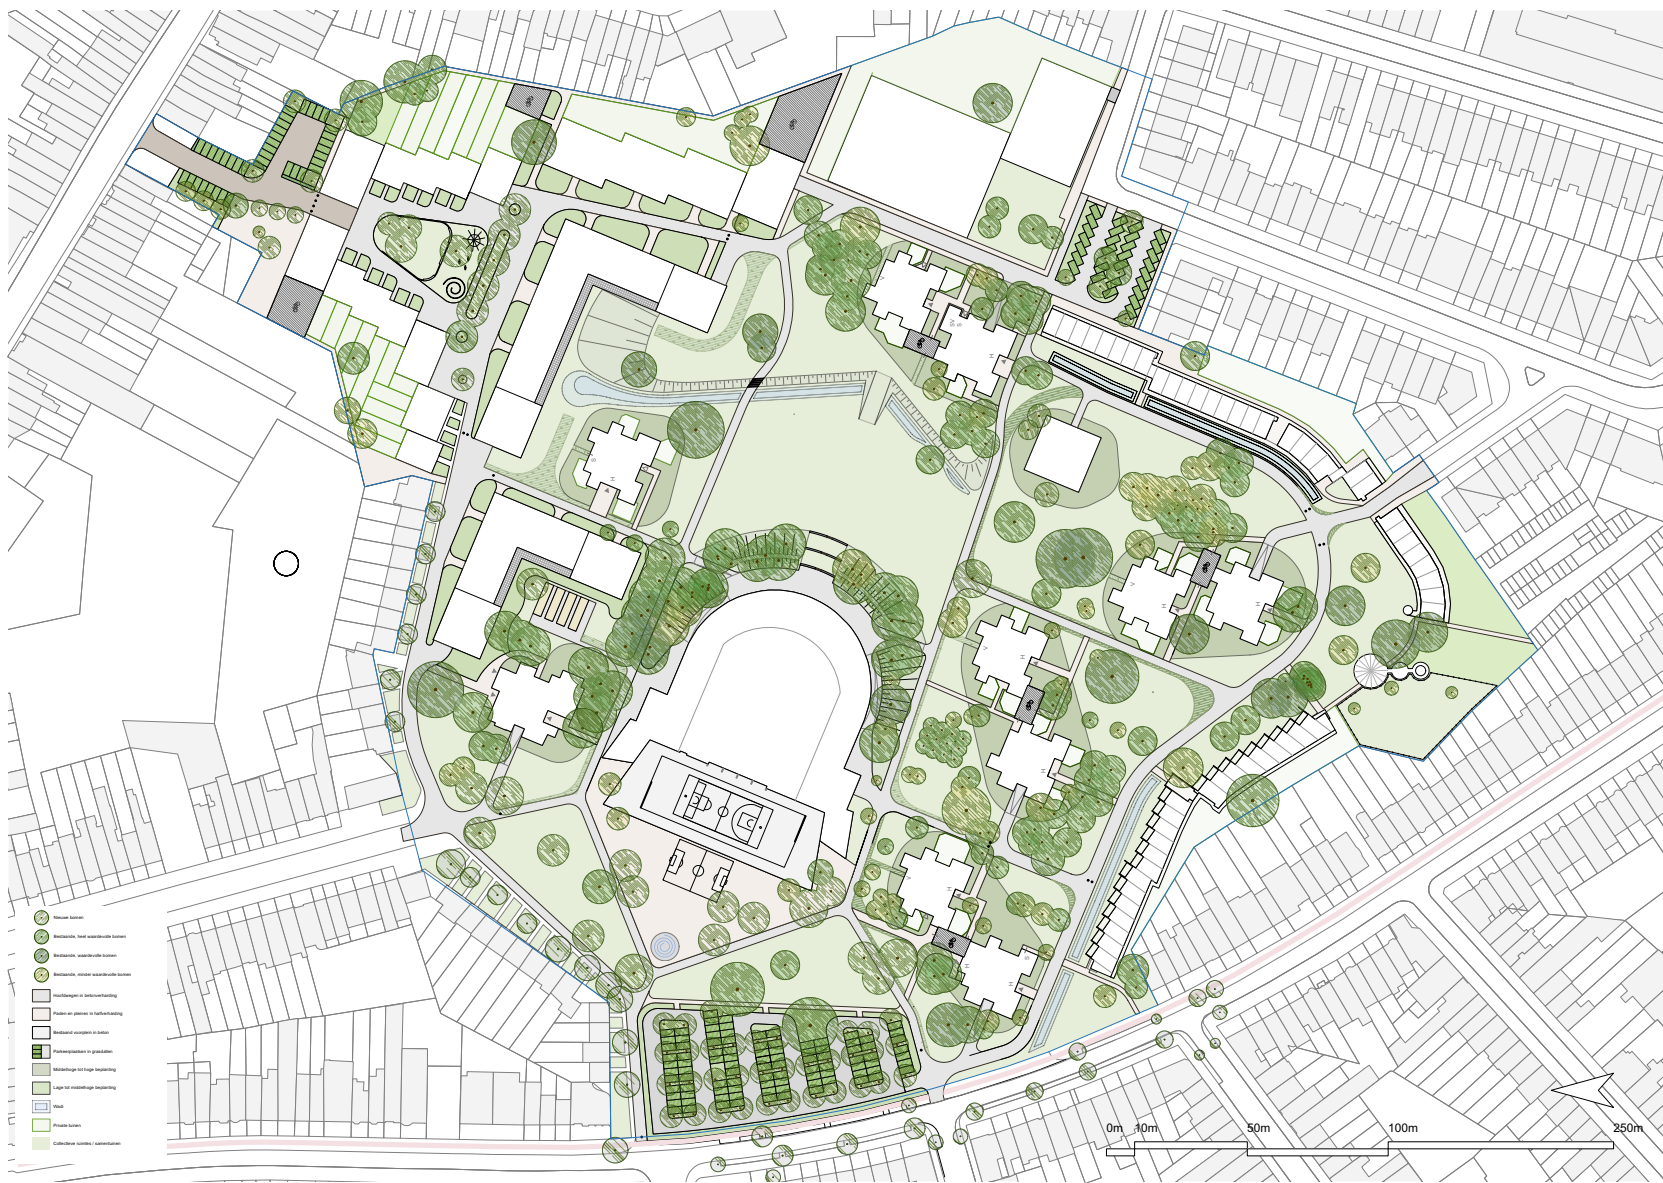 Nieuwe bomen
Bestaande, heel waardevolle bomen
Bestaande, waardevolle bomen
Bestaande, minder waardevolle bomen
Hoofdwegen in betonverharding
Paden en pleinen in halfverharding
Bestaand voorplein in beton
Parkeerplaatsen in grasdallen
Middelhoge tot hoge beplanting
Lage tot middelhoge beplanting
Wadi
Private tuinen
Collectieve ruimtes / samentuinen
0m 10m 50m 100m 250m